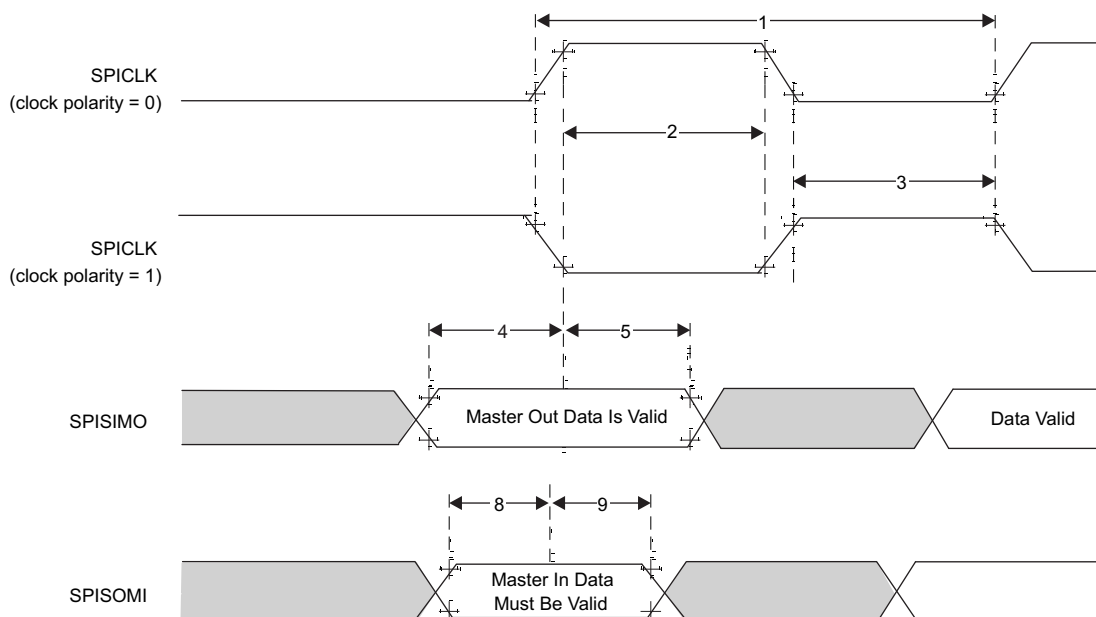 1
SPICLK
(clock polarity = 0)
2
3
SPICLK
(clock polarity = 1)
4
5
SPISIMO
Master Out Data Is Valid
Data Valid
8
9
SPISOMI
Master In Data
Must Be Valid